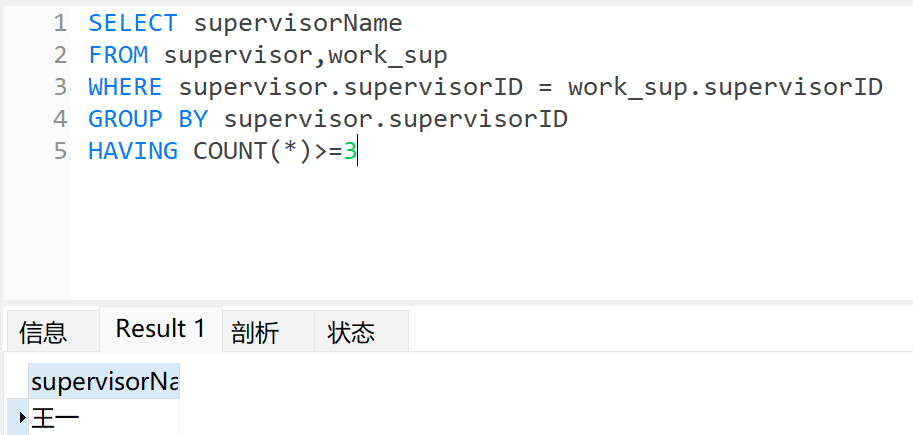 1 SELECT supervisorName
2 FROM supervisor,work_sup
3 WHERE supervisor.supervisorID = work_sup.supervisorID
4 GROUP BY supervisor.supervisorID
5 HAVING COUNT(*)>=3
信息 Result 1 剖析 状态
supervisorNa
王一